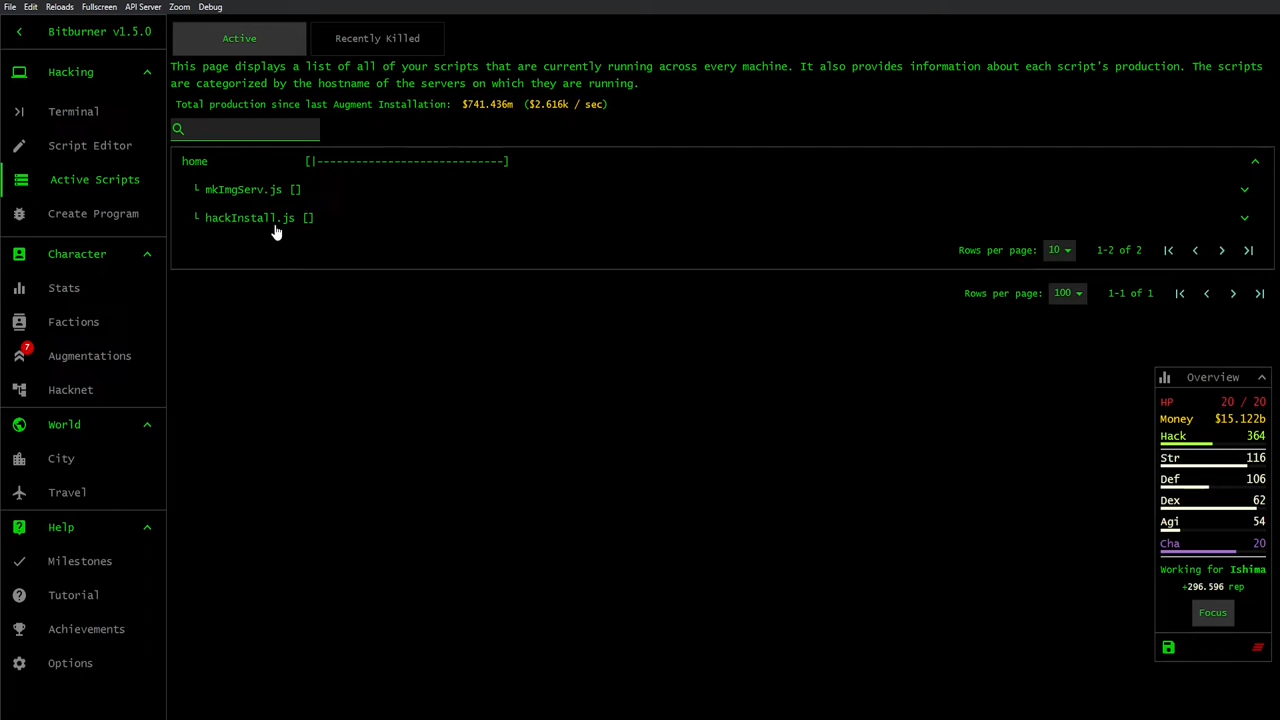 File Edit Reloads Fullscreen API Server Zoom Debug
Bitburner v1.5.0
Hacking
Terminal
Script Editor
Active Scripts
Create Program
Character
Stats
Factions
7
Augmentations
Hacknet
World
City
Travel
Help
Milestones
Tutorial
Achievements
Options
Active Recently Killed
This page displays a list of all of your scripts that are currently running across every machine. It also provides information about each script's production. The scripts
are categorized by the hostname of the servers on which they are running.
Total production since last Augment Installation: $741.436m ($2.616k / sec)
home [|----------------------------]
└ mkImgServ.js []
└ hackInstall.js []
Rows per page: 10 1-2 of 2
Rows per page: 100 1-1 of 1
Overview
HP 20 / 20
Money $15.122b
Hack 364
Str 116
Def 106
Dex 62
Agi 54
Cha 20
Working for Ishima
+296.596 rep
Focus